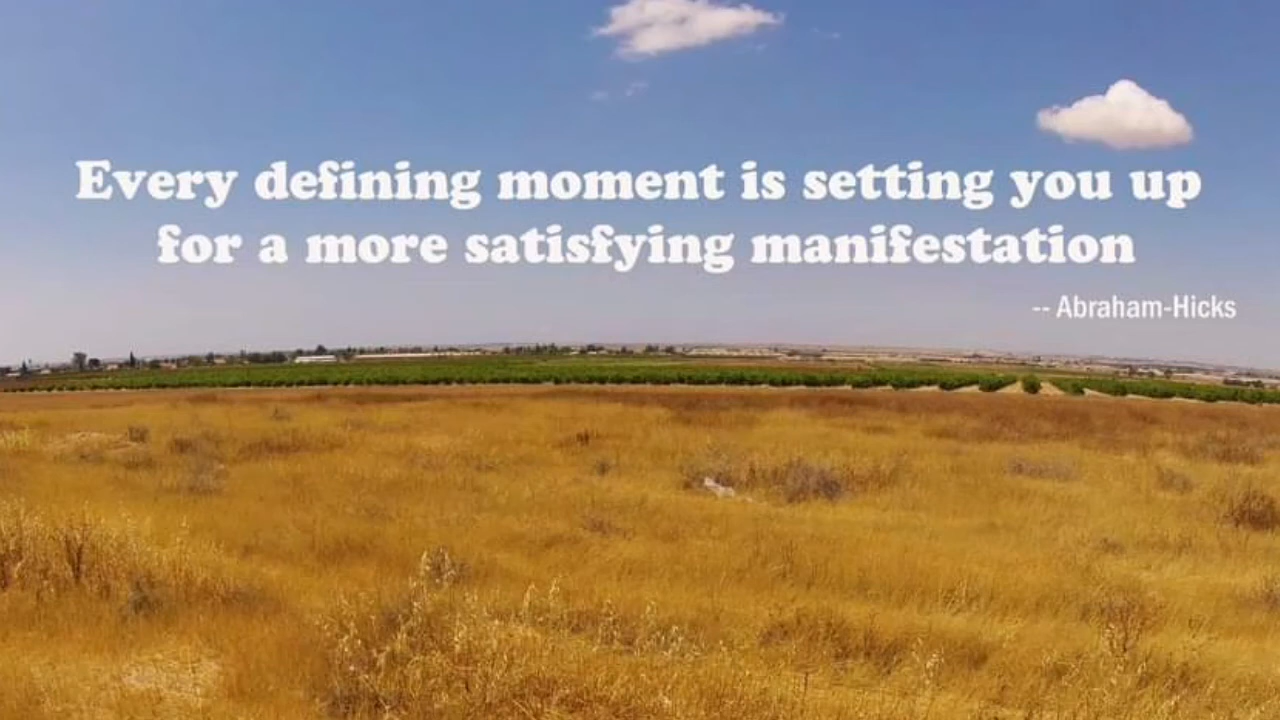 Every defining moment is setting you up
for a more satisfying manifestation
-- Abraham-Hicks